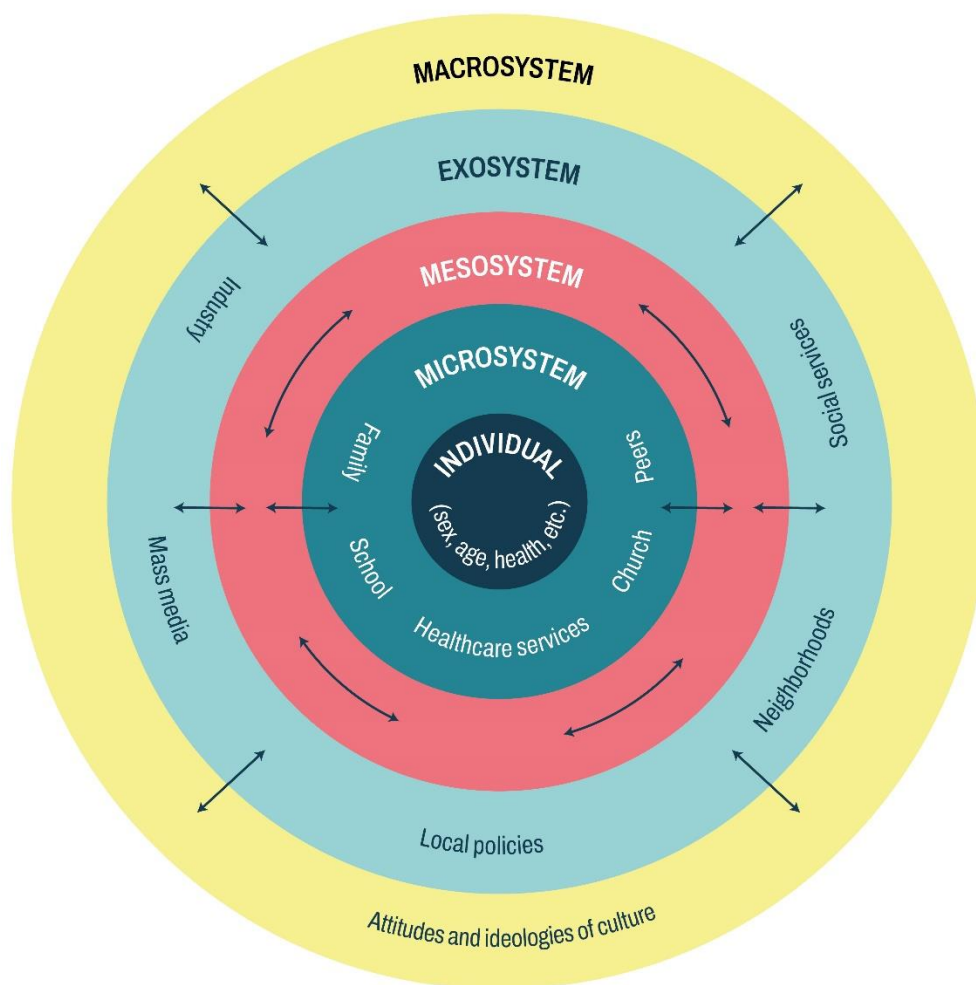 MACROSYSTEM
EXOSYSTEM
MESOSYSTEM
MICROSYSTEM
INDIVIDUAL
(sex, age, health, etc.)
Family
Peers
School
Church
Healthcare services
Industry
Social services
Mass media
Neighborhoods
Local policies
Attitudes and ideologies of culture